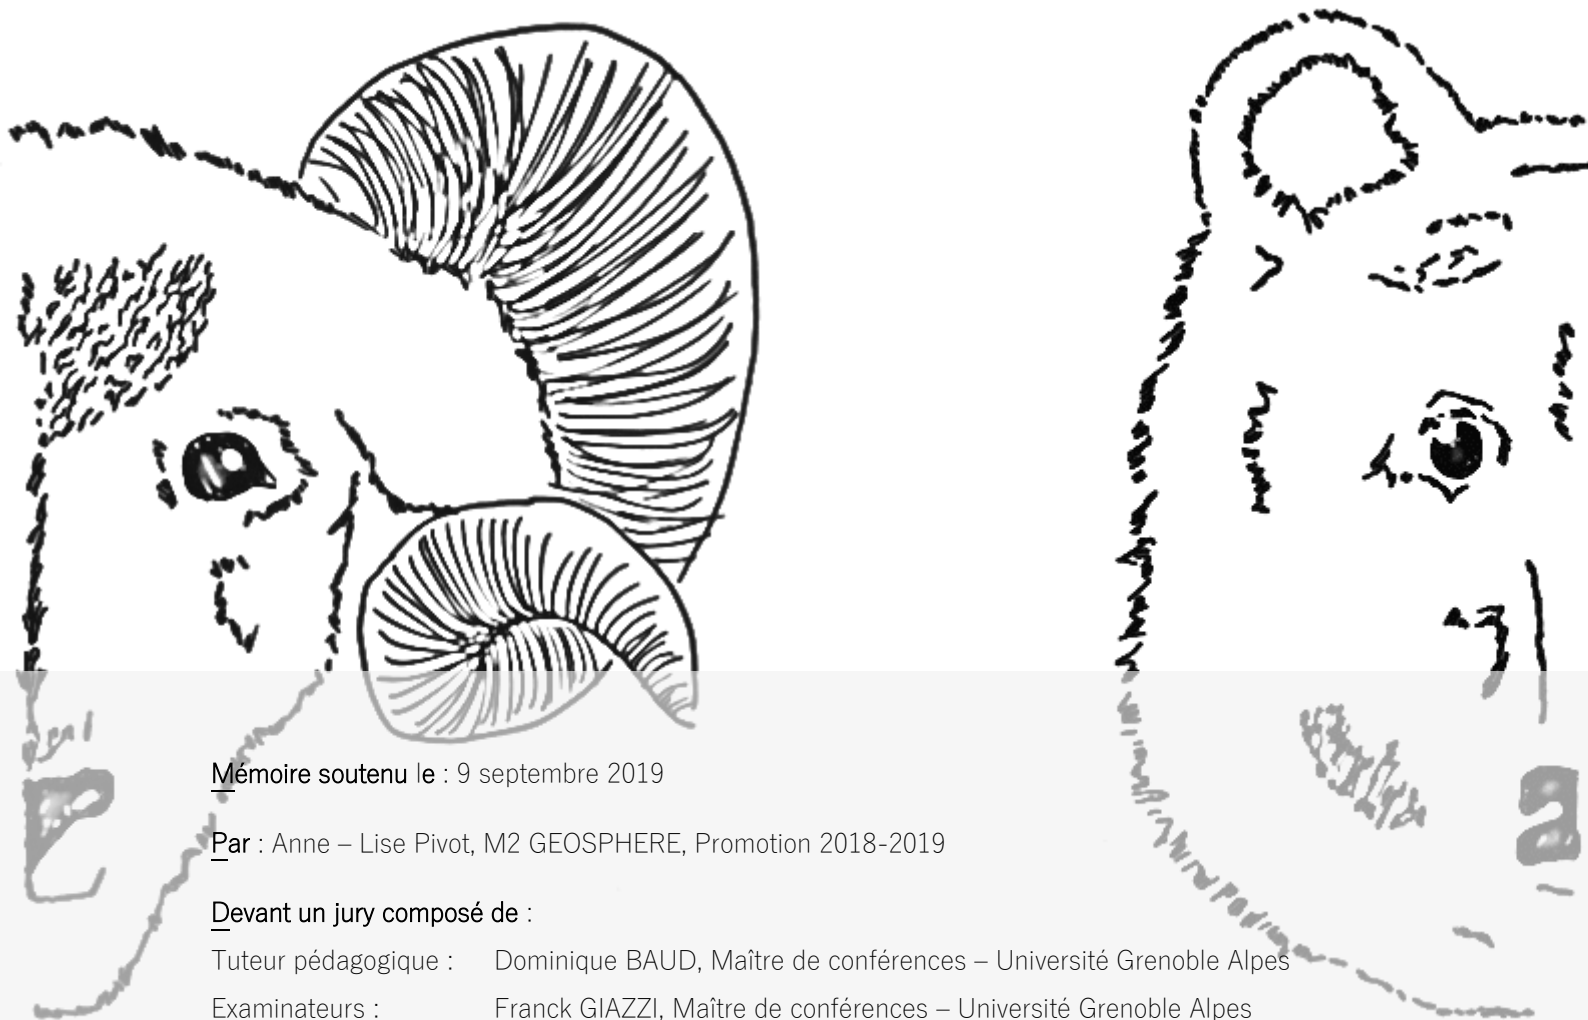 Mémoire soutenu le : 9 septembre 2019
Par : Anne – Lise Pivot, M2 GEOSPHERE, Promotion 2018-2019
Devant un jury composé de :
Tuteur pédagogique : Dominique BAUD, Maître de conférences – Université Grenoble Alpes
Examinateurs : Franck GIAZZI, Maître de conférences – Université Grenoble Alpes